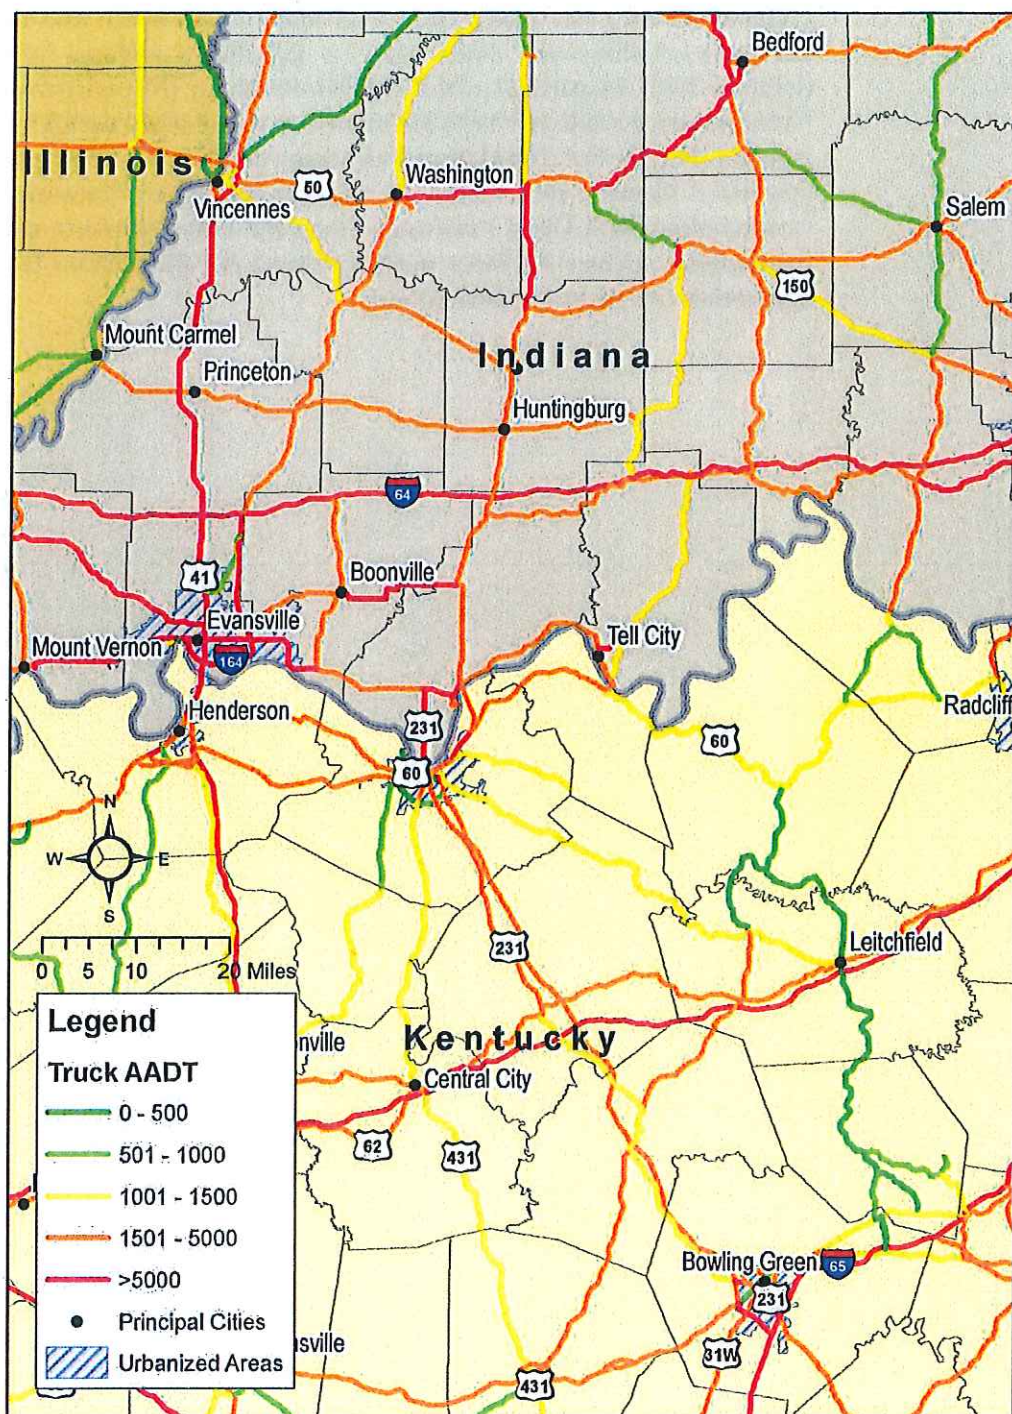 Bedford
Illinois
50
Washington
Vincennes
Salem
150
Mount Carmel
Indiana
Princeton
Huntingburg
64
41
Boonville
Evansville
Tell City
Mount Vernon
164
Radcliff
Henderson
231
60
60
N
W
E
S
231
Leitchfield
0 5 10 20 Miles
Legend
Kentucky
nville
Truck AADT
Central City
0 - 500
62
431
501 - 1000
1001 - 1500
1501 - 5000
Bowling Green
65
>5000
231
Principal Cities
31W
sville
Urbanized Areas
431